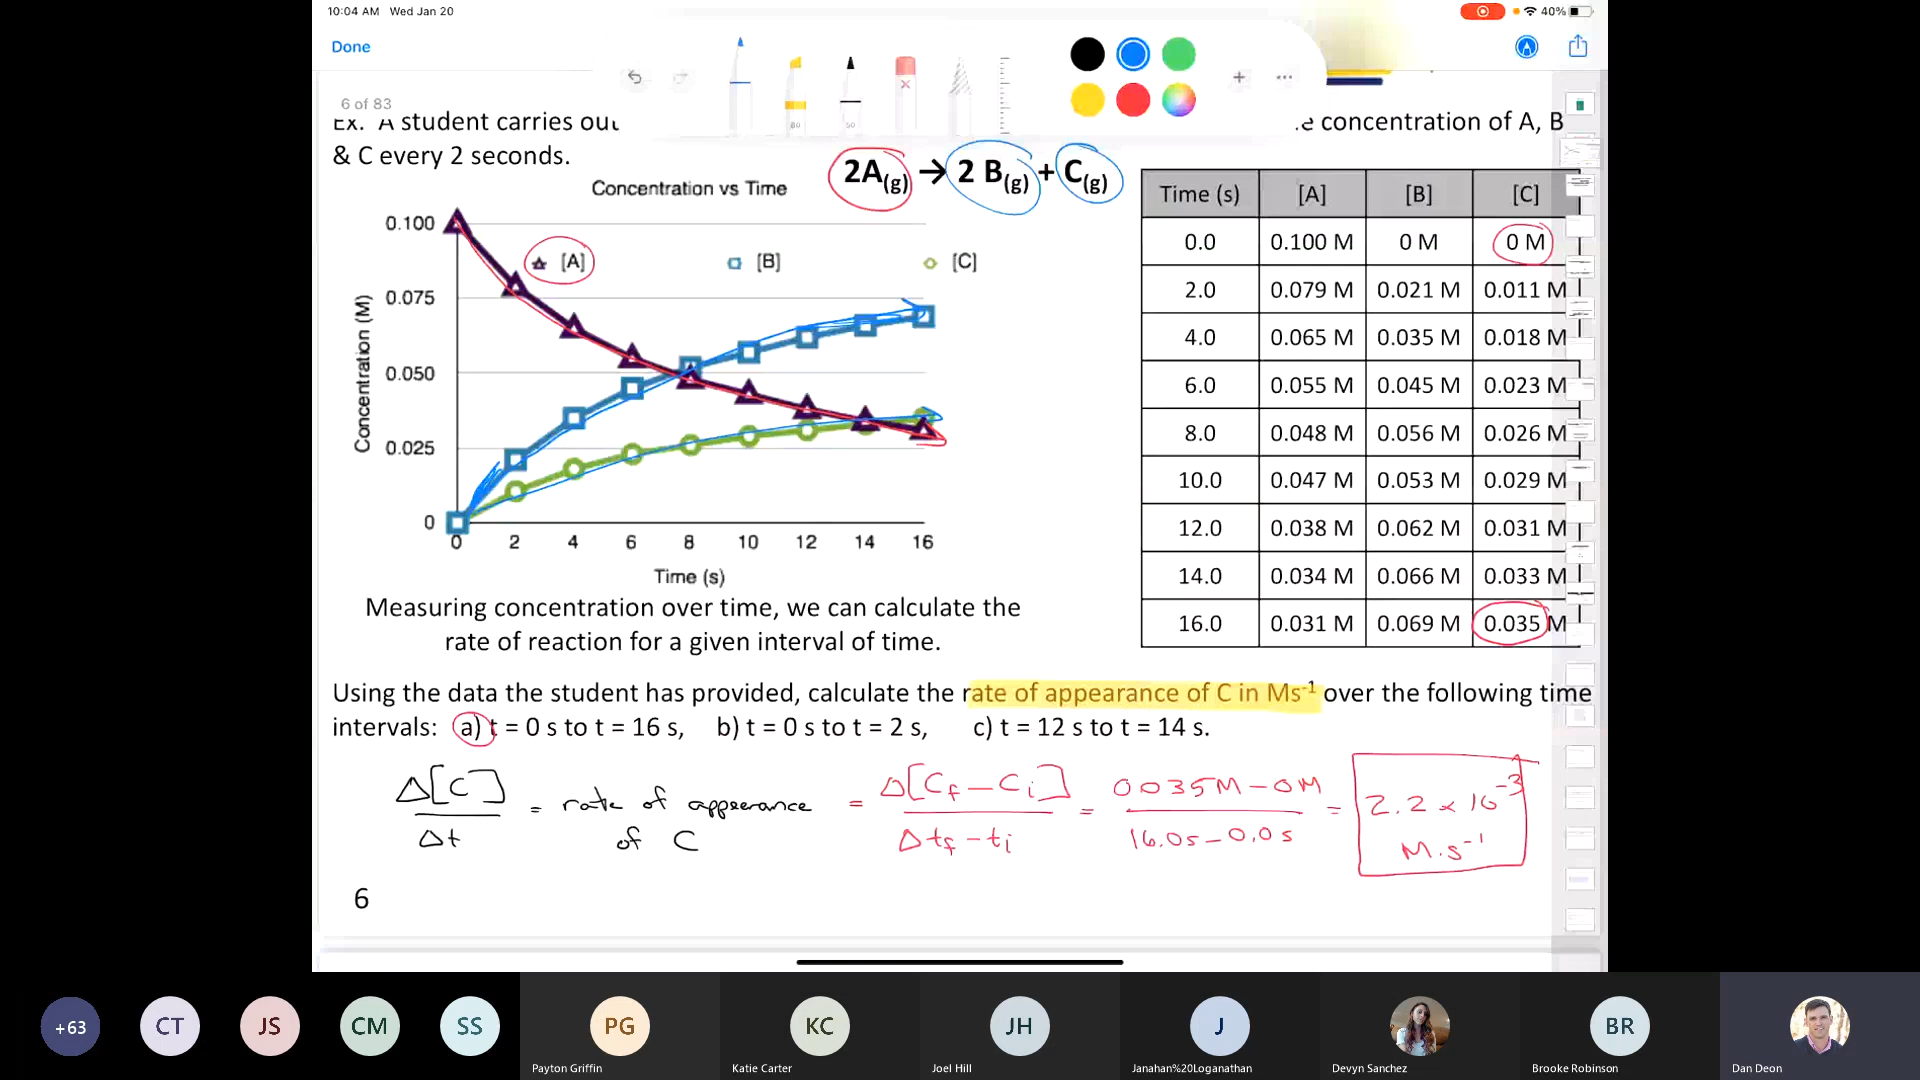 10:04 AM Wed Jan 20
40%
Done
6 of 83
Ex. A student carries out
e concentration of A, B
& C every 2 seconds.
2A(g) → 2 B(g) + C(g)
Concentration vs Time
0.100
0.075
0.050
0.025
0
[A]
[B]
[C]
Concentration (M)
0 2 4 6 8 10 12 14 16
Time (s)
Time (s) [A] [B] [C]
0.0 0.100 M 0 M 0 M
2.0 0.079 M 0.021 M 0.011 M
4.0 0.065 M 0.035 M 0.018 M
6.0 0.055 M 0.045 M 0.023 M
8.0 0.048 M 0.056 M 0.026 M
10.0 0.047 M 0.053 M 0.029 M
12.0 0.038 M 0.062 M 0.031 M
14.0 0.034 M 0.066 M 0.033 M
16.0 0.031 M 0.069 M 0.035 M
Measuring concentration over time, we can calculate the
rate of reaction for a given interval of time.
Using the data the student has provided, calculate the rate of appearance of C in Ms⁻¹ over the following time
intervals: a) t = 0 s to t = 16 s, b) t = 0 s to t = 2 s, c) t = 12 s to t = 14 s.
Δ[C] / Δt = rate of appearance of C = Δ[Cf – Ci] / Δtf – ti = 0.035M – 0M / 16.0s – 0.0s = 2.2 × 10⁻³ M·s⁻¹
6
+63 CT JS CM SS PG KC JH J BR
Payton Griffin Katie Carter Joel Hill Janahan%20Loganathan Devyn Sanchez Brooke Robinson Dan Deon